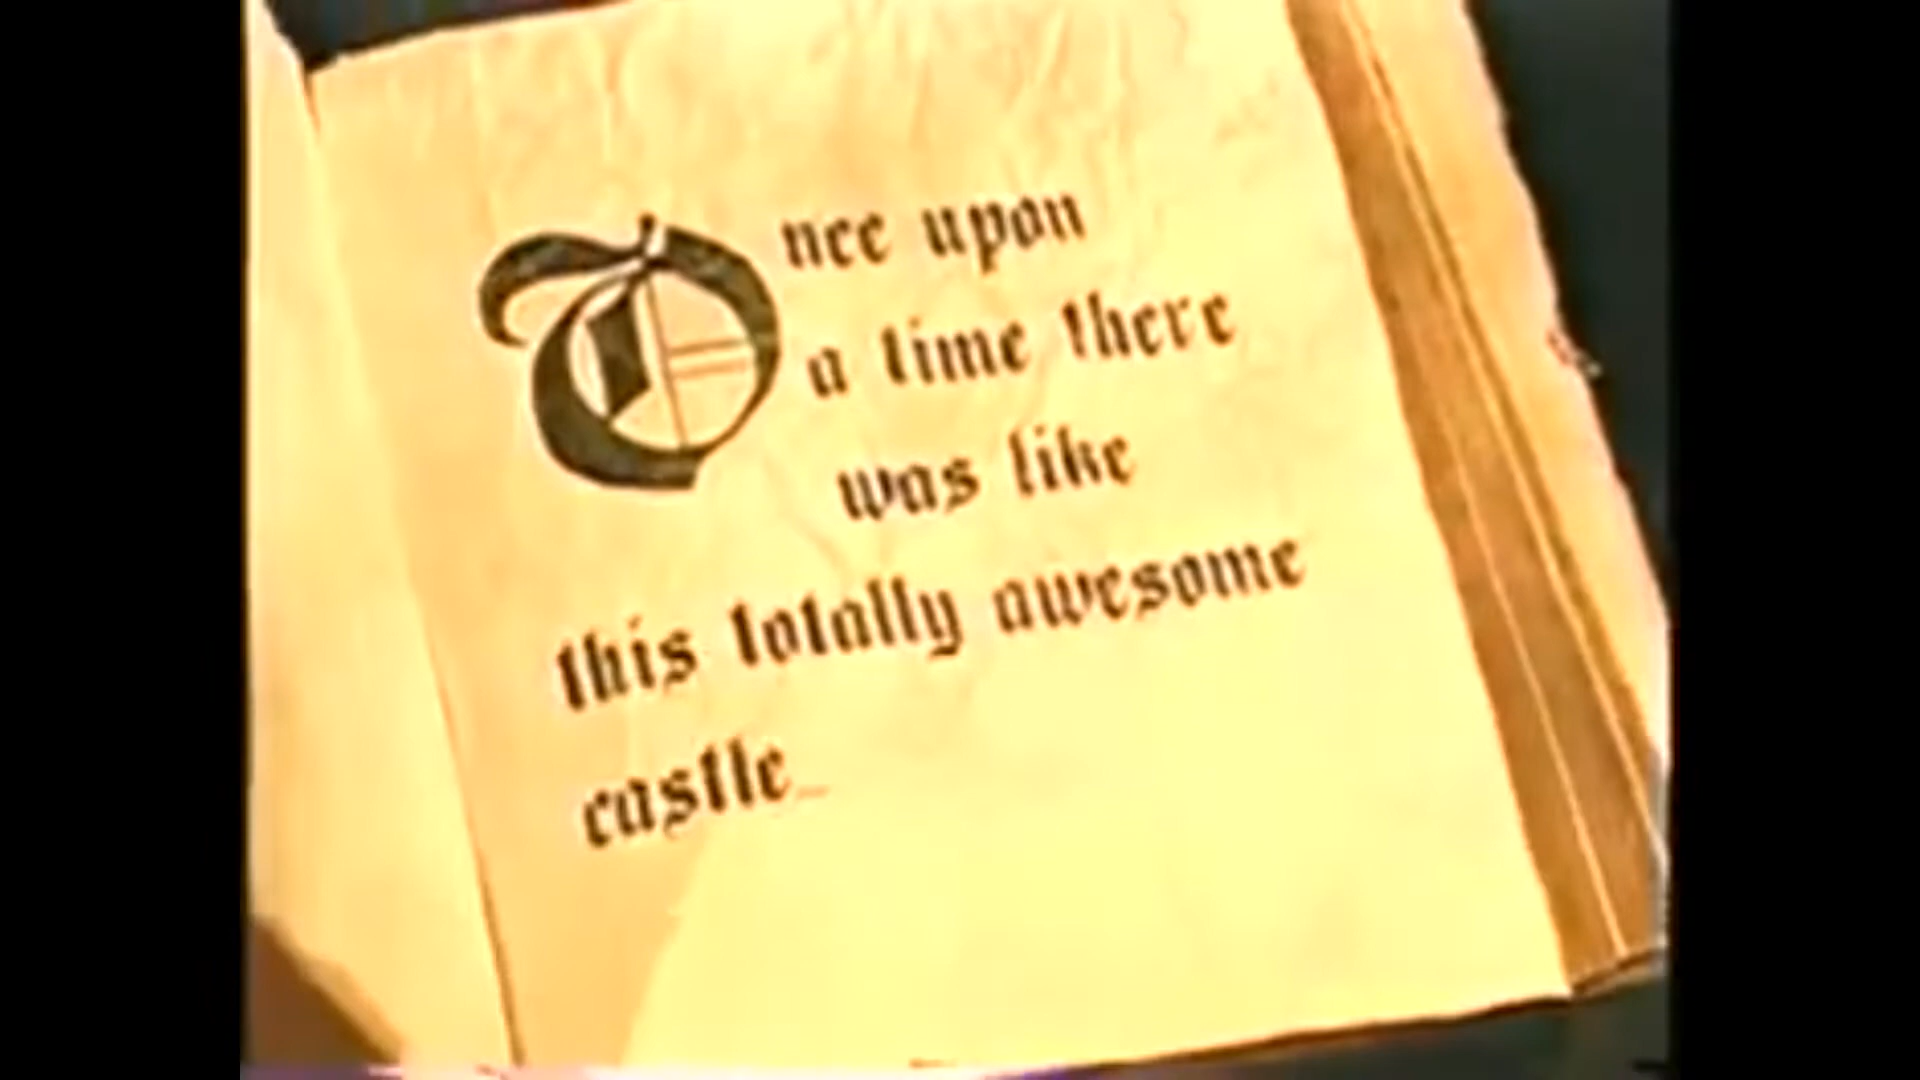 Once upon
a time there
was like
this totally awesome
castle...